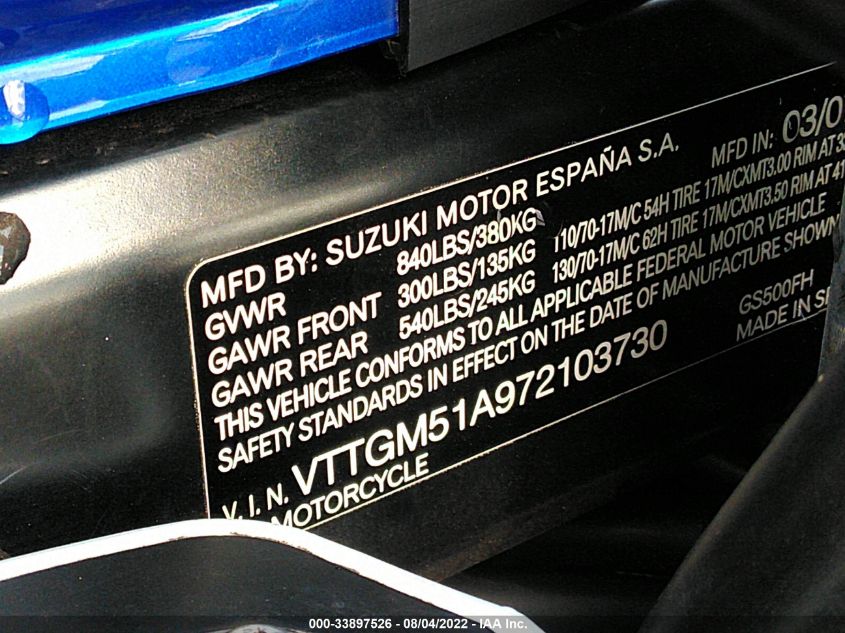 MFD BY: SUZUKI MOTOR ESPAÑA S.A. MFD IN: 03/0
GVWR 840LBS/380KG
GAWR FRONT 300LBS/135KG 110/70-17M/C 54H TIRE 17M/CXMT3.00 RIM AT
GAWR REAR 540LBS/245KG 130/70-17M/C 62H TIRE 17M/CXMT3.50 RIM AT 41
THIS VEHICLE CONFORMS TO ALL APPLICABLE FEDERAL MOTOR VEHICLE
SAFETY STANDARDS IN EFFECT ON THE DATE OF MANUFACTURE SHOWN
V.I.N. VTTGM51A972103730 GS500FH
MOTORCYCLE MADE IN
000-33897526 - 08/04/2022 - IAA Inc.